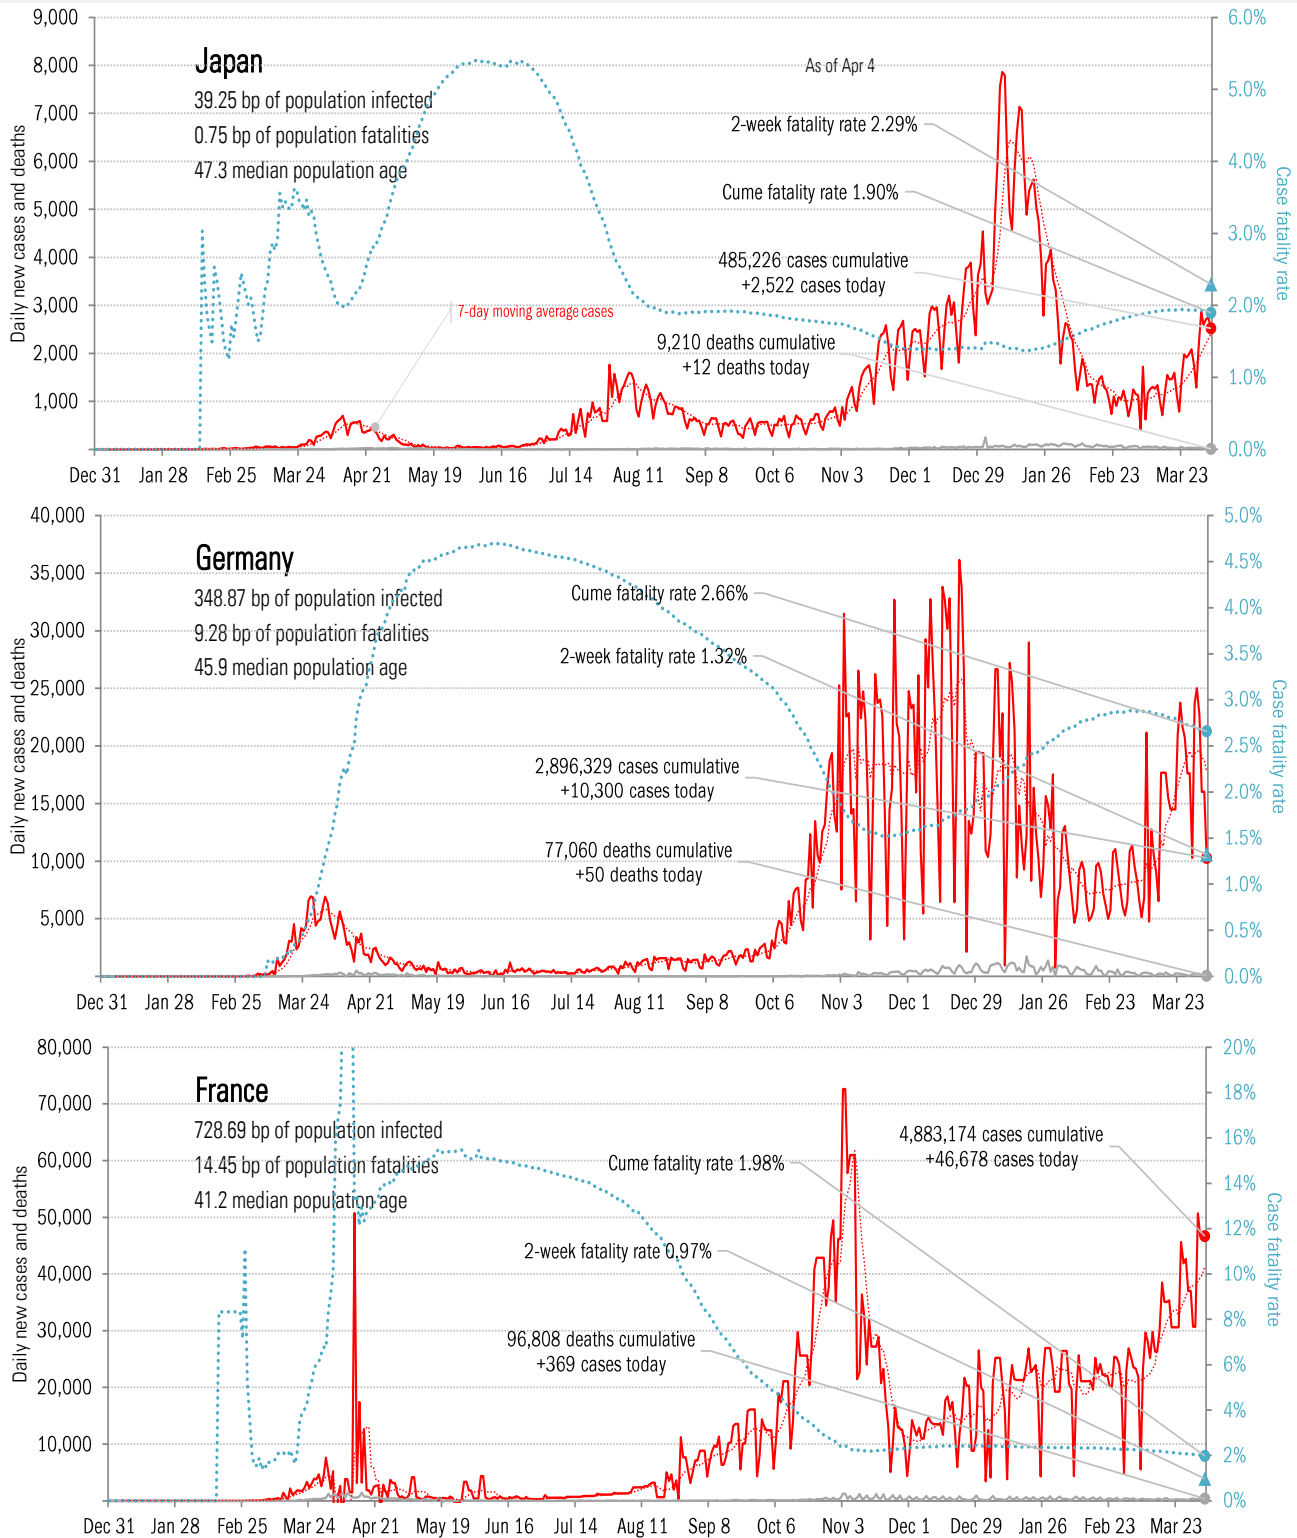 9,000
8,000
7,000
6,000
5,000
4,000
3,000
2,000
1,000
Daily new cases and deaths
Japan
39.25 bp of population infected
0.75 bp of population fatalities
47.3 median population age
As of Apr 4
2-week fatality rate 2.29%
Cume fatality rate 1.90%
485,226 cases cumulative
+2,522 cases today
7-day moving average cases
9,210 deaths cumulative
+12 deaths today
6.0%
5.0%
4.0%
3.0%
2.0%
1.0%
0.0%
Case fatality rate
Dec 31 Jan 28 Feb 25 Mar 24 Apr 21 May 19 Jun 16 Jul 14 Aug 11 Sep 8 Oct 6 Nov 3 Dec 1 Dec 29 Jan 26 Feb 23 Mar 23
40,000
35,000
30,000
25,000
20,000
15,000
10,000
5,000
Daily new cases and deaths
Germany
348.87 bp of population infected
9.28 bp of population fatalities
45.9 median population age
Cume fatality rate 2.66%
2-week fatality rate 1.32%
2,896,329 cases cumulative
+10,300 cases today
77,060 deaths cumulative
+50 deaths today
5.0%
4.5%
4.0%
3.5%
3.0%
2.5%
2.0%
1.5%
1.0%
0.5%
0.0%
Case fatality rate
Dec 31 Jan 28 Feb 25 Mar 24 Apr 21 May 19 Jun 16 Jul 14 Aug 11 Sep 8 Oct 6 Nov 3 Dec 1 Dec 29 Jan 26 Feb 23 Mar 23
80,000
70,000
60,000
50,000
40,000
30,000
20,000
10,000
Daily new cases and deaths
France
728.69 bp of population infected
14.45 bp of population fatalities
41.2 median population age
4,883,174 cases cumulative
+46,678 cases today
Cume fatality rate 1.98%
2-week fatality rate 0.97%
96,808 deaths cumulative
+369 cases today
20%
18%
16%
14%
12%
10%
8%
6%
4%
2%
0%
Case fatality rate
Dec 31 Jan 28 Feb 25 Mar 24 Apr 21 May 19 Jun 16 Jul 14 Aug 11 Sep 8 Oct 6 Nov 3 Dec 1 Dec 29 Jan 26 Feb 23 Mar 23